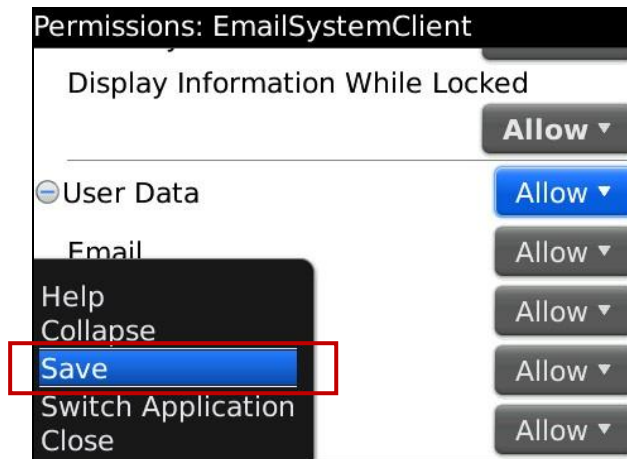 Permissions: EmailSystemClient
Display Information While Locked
Allow
User Data Allow
Email Allow
Help Allow
Collapse
Save Allow
Switch Application
Close Allow